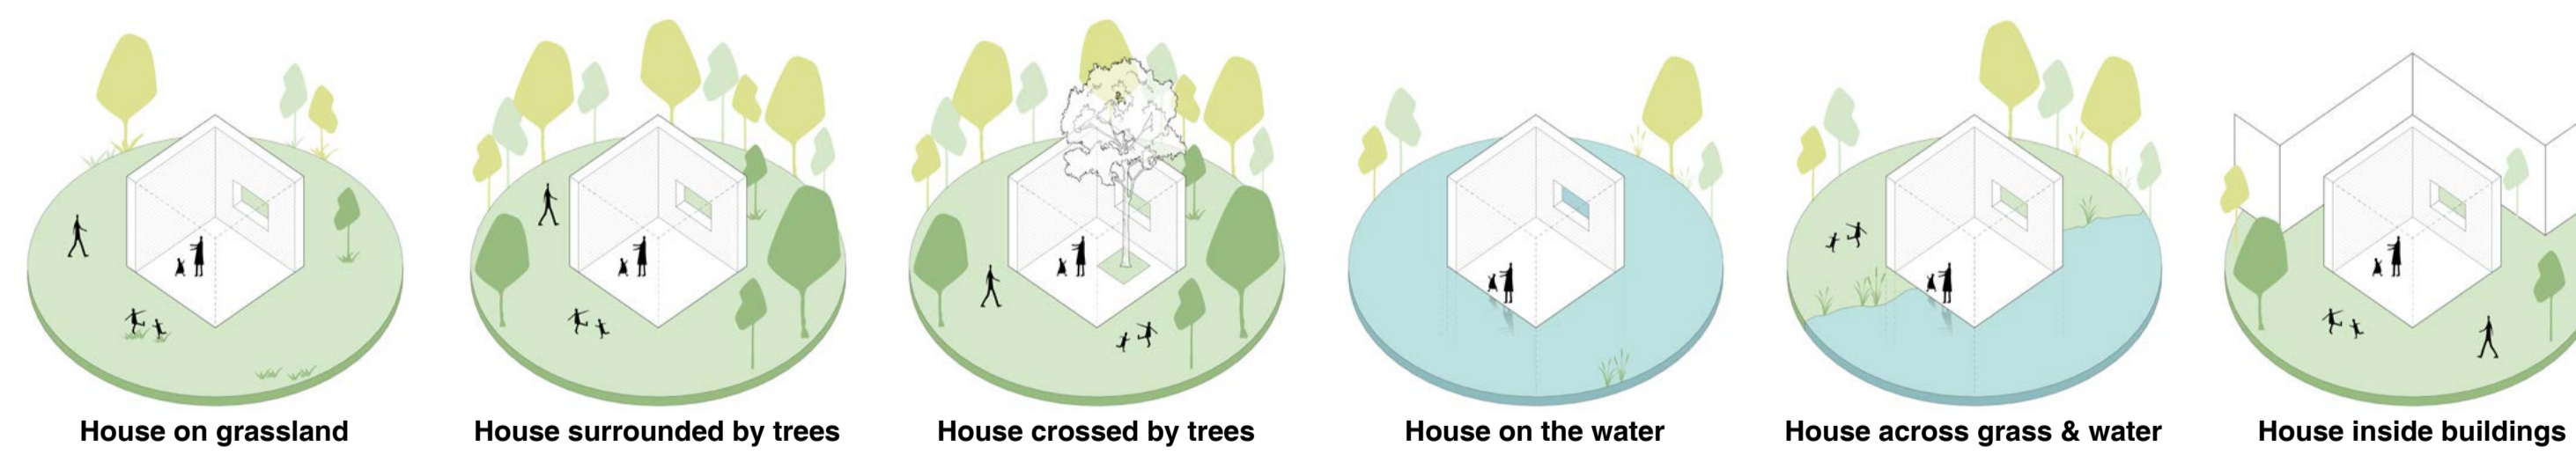 House on grassland
House surrounded by trees
House crossed by trees
House on the water
House across grass & water
House inside buildings